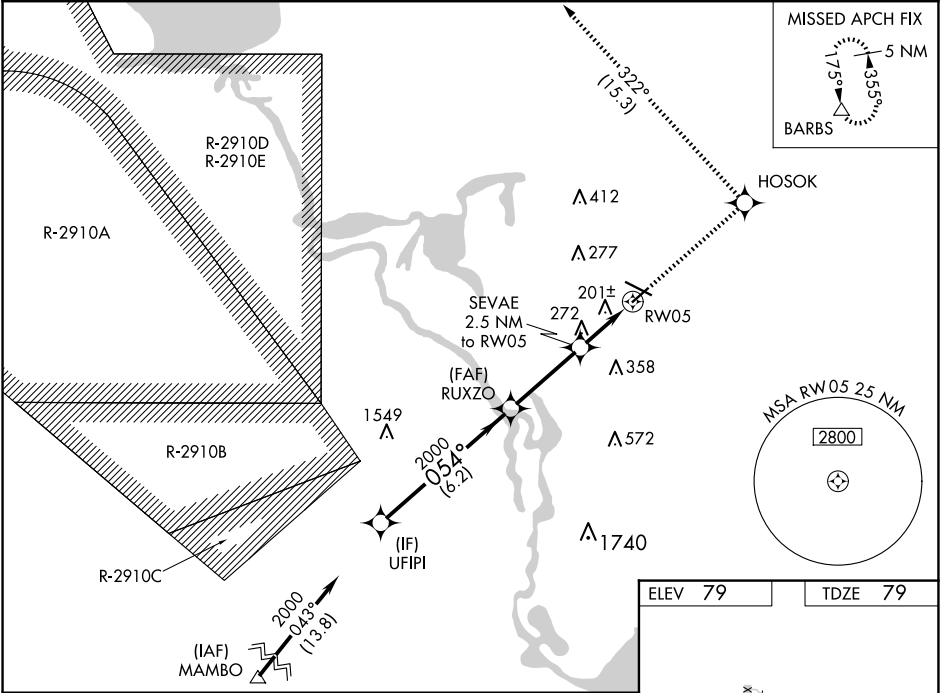 MISSED APCH FIX
5 NM
175°
355°
BARBS
322°
(15.3)
R-2910D
R-2910E
HOSOK
412
R-2910A
277
SEVAE
2.5 NM
to RW05
272
201±
RW05
(FAF)
RUXZO
358
MSA RW05 25 NM
2800
1549
R-2910B
572
2000
054°
(6.2)
1740
(IF)
UFIPI
R-2910C
2000
043°
(13.8)
(IAF)
MAMBO
ELEV 79
TDZE 79
X